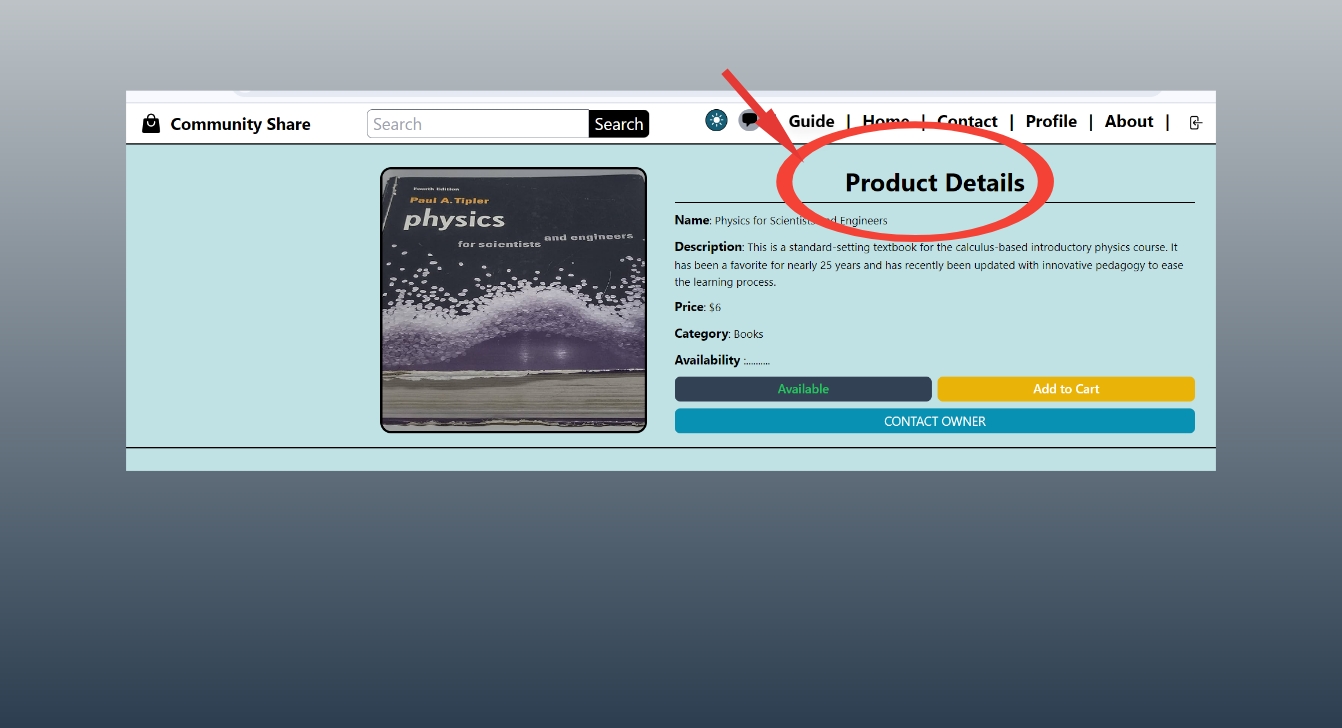 Community Share
Search Search
Guide | Home | Contact | Profile | About |
Fourth Edition
Paul A. Tipler
physics
for scientists and engineers
Product Details
Name: Physics for Scientists and Engineers
Description: This is a standard-setting textbook for the calculus-based introductory physics course. It
has been a favorite for nearly 25 years and has recently been updated with innovative pedagogy to ease
the learning process.
Price: $6
Category: Books
Availability :..........
Available Add to Cart
CONTACT OWNER